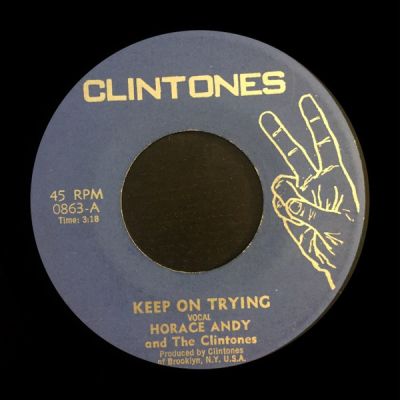 CLINTONES
45 RPM
0863-A
Time: 3:18
KEEP ON TRYING
VOCAL
HORACE ANDY
and The Clintones
Produced by Clintones
of Brooklyn, N.Y. U.S.A.